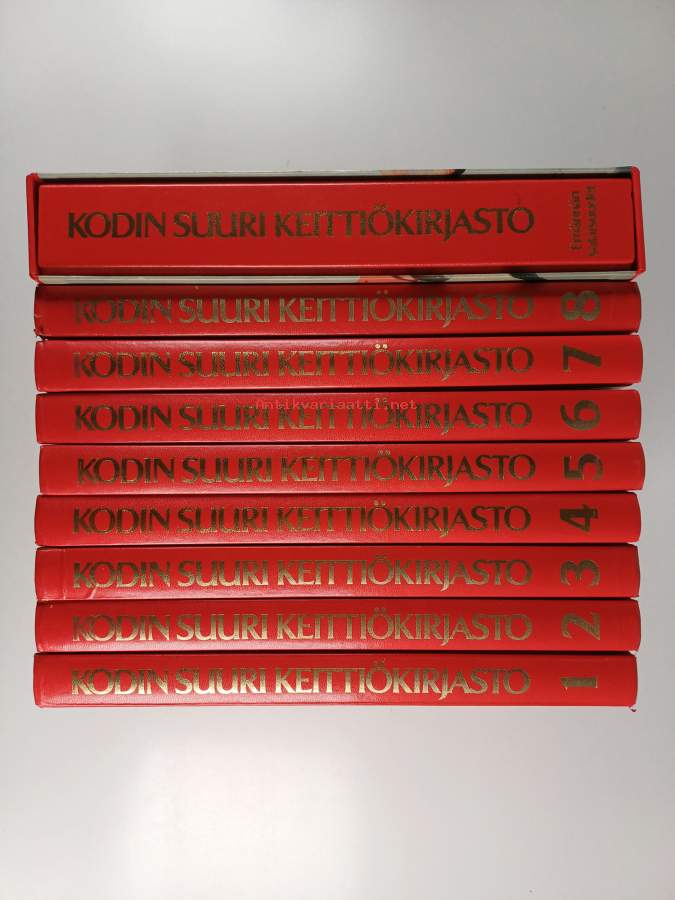 KODIN SUURI KEITTIÖKIRJASTO
Emännän
KODIN SUURI KEITTIÖKIRJASTO 8
KODIN SUURI KEITTIÖKIRJASTO 7
KODIN SUURI KEITTIÖKIRJASTO 6
Antikvariaatti.net
KODIN SUURI KEITTIÖKIRJASTO 5
KODIN SUURI KEITTIÖKIRJASTO 4
KODIN SUURI KEITTIÖKIRJASTO 3
KODIN SUURI KEITTIÖKIRJASTO 2
KODIN SUURI KEITTIÖKIRJASTO 1